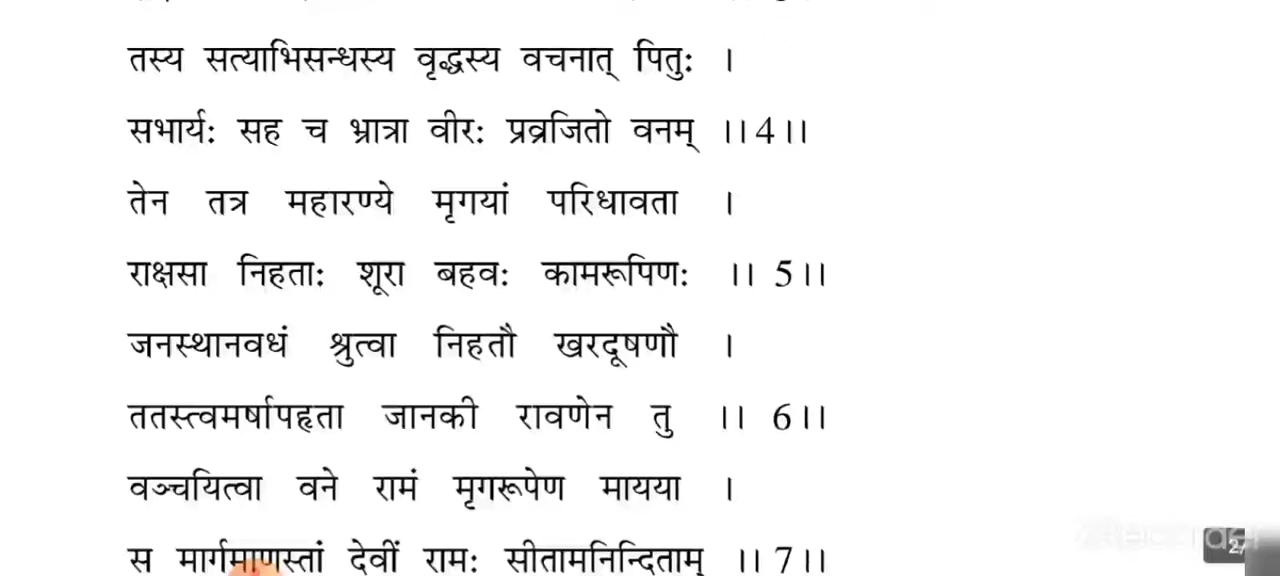 तस्य सत्याभिसन्धस्य वृद्धस्य वचनात् पितुः ।
सभार्यः सह च भ्रात्रा वीरः प्रव्रजितो वनम् ।।4।।
तेन तत्र महारण्ये मृगयां परिधावता ।
राक्षसा निहताः शूरा बहवः कामरूपिणः ।। 5।।
जनस्थानवधं श्रुत्वा निहतौ खरदूषणौ ।
ततस्त्वमर्षापहृता जानकी रावणेन तु ।। 6।।
वञ्चयित्वा वने रामं मृगरूपेण मायया ।
स मार्गमाणस्तां देवीं रामः सीतामनिन्दिताम् ।। 7।।